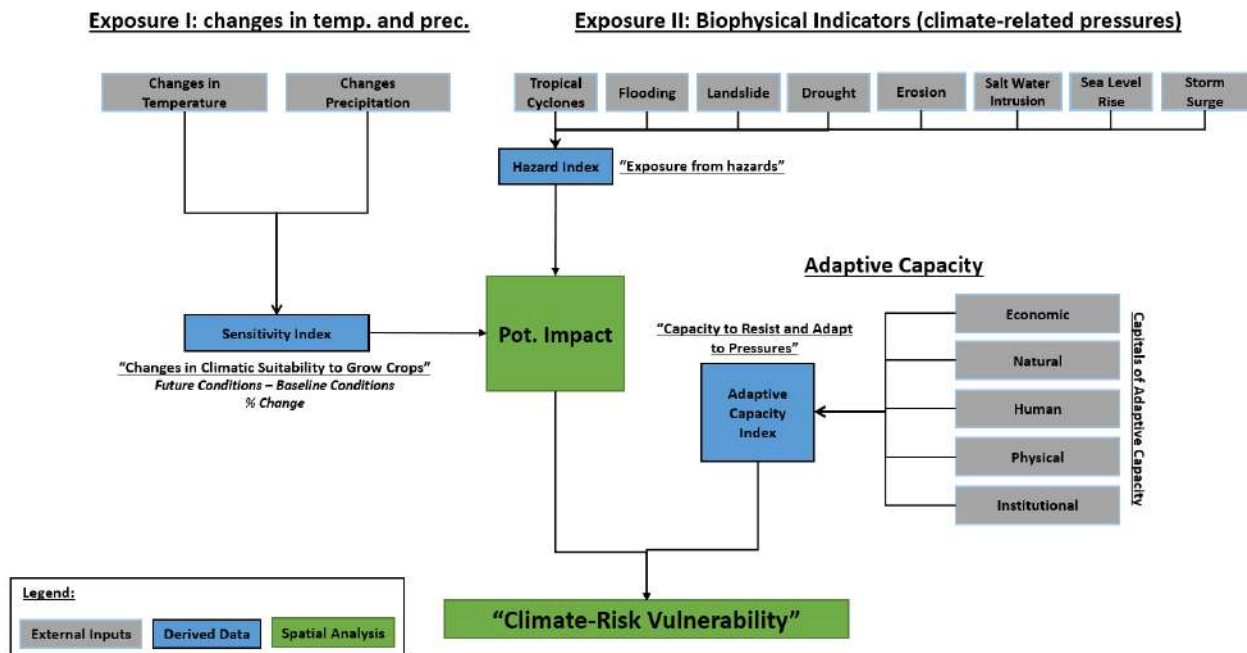 Exposure I: changes in temp. and prec.
Exposure II: Biophysical Indicators (climate-related pressures)
Changes in
Temperature
Changes
Precipitation
Tropical
Cyclones
Flooding
Landslide
Drought
Erosion
Salt Water
Intrusion
Sea Level
Rise
Storm
Surge
Hazard Index
“Exposure from hazards”
Adaptive Capacity
Sensitivity Index
“Changes in Climatic Suitability to Grow Crops”
Future Conditions – Baseline Conditions
% Change
Pot. Impact
“Capacity to Resist and Adapt
to Pressures”
Adaptive
Capacity
Index
Economic
Natural
Human
Physical
Institutional
Capitals of Adaptive Capacity
“Climate-Risk Vulnerability”
Legend:
External Inputs
Derived Data
Spatial Analysis